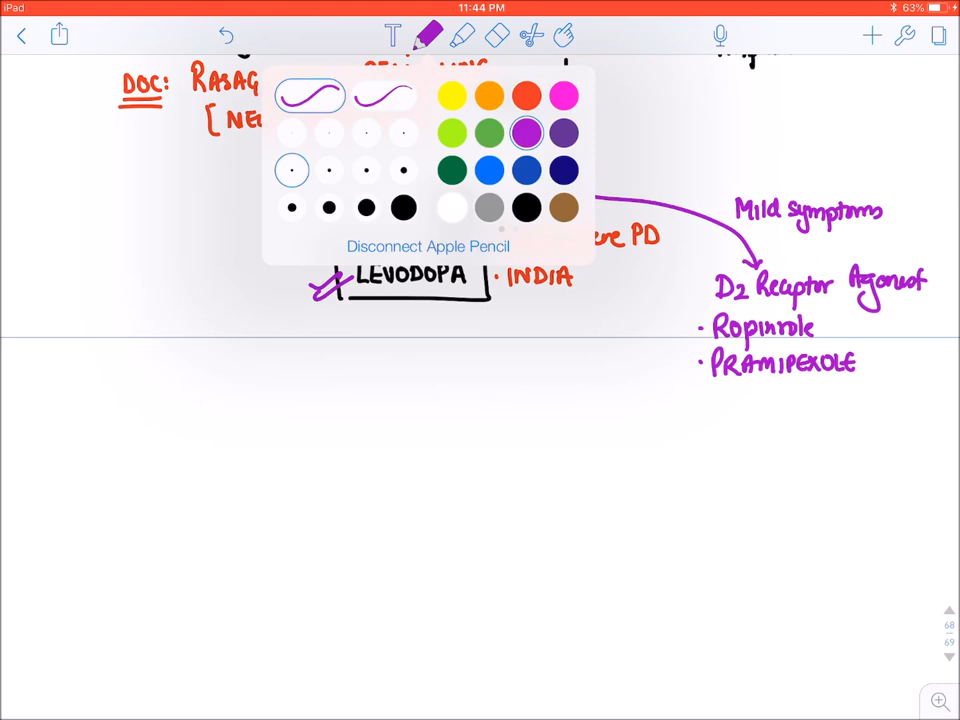 iPad
11:44 PM
63%
T
DOC: RASAG
[NE
Disconnect Apple Pencil
ere PD
LEVODOPA
· INDIA
Mild symptoms
D2 Receptor Agonist
· Ropinrole
· PRAMIPEXOLE
68
69